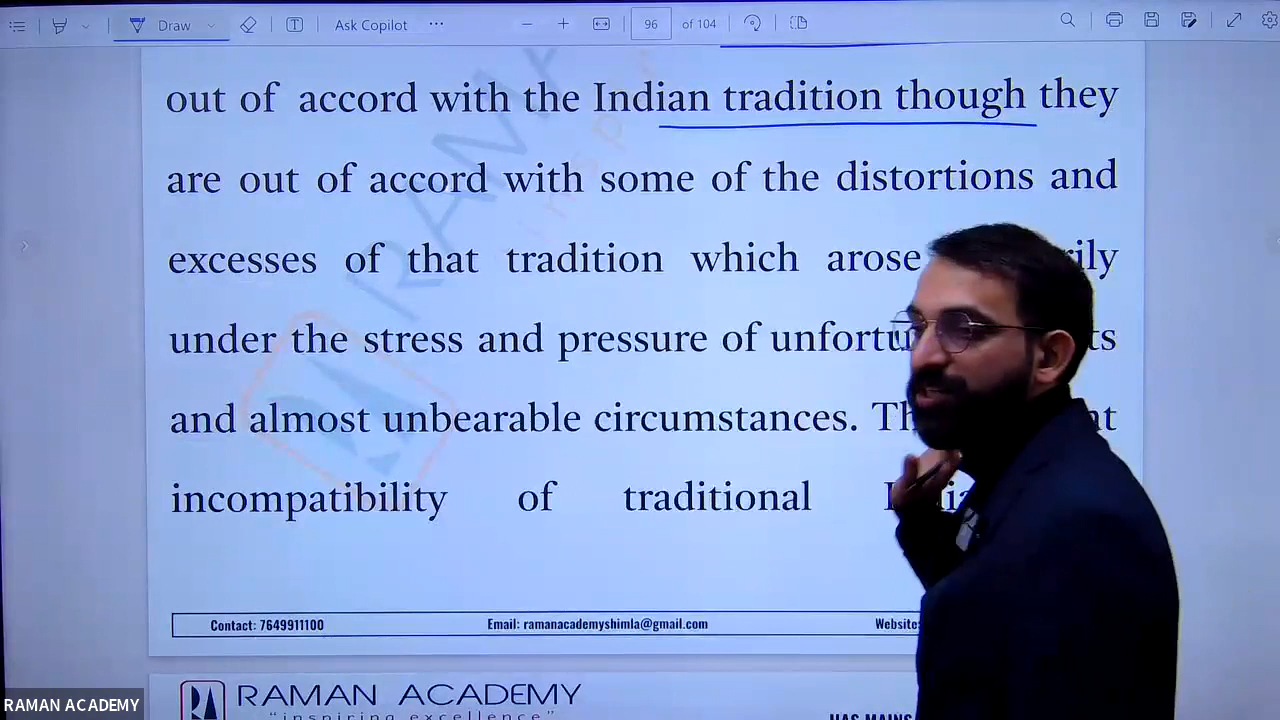 Draw
Ask Copilot
96 of 104
out of accord with the Indian tradition though they
are out of accord with some of the distortions and
excesses of that tradition which arose
under the stress and pressure of
and almost unbearable circumstances.
incompatibility of traditional
Contact: 7649911100 Email: ramanacademyshimla@gmail.com Website:
RAMAN ACADEMY
RAMAN ACADEMY
"inspiring excellence"